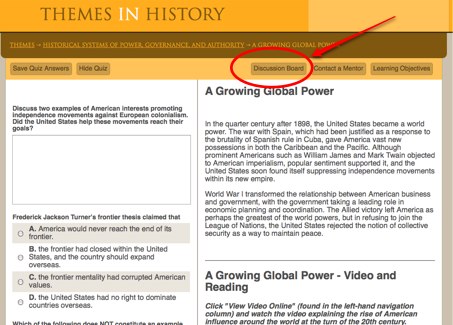 THEMES IN HISTORY
THEMES → HISTORICAL SYSTEMS OF POWER, GOVERNANCE, AND AUTHORITY → A GROWING GLOBAL
Save Quiz Answers Hide Quiz Discussion Board Contact a Mentor Learning Objectives
Discuss two examples of American interests promoting
independence movements against European colonialism.
Did the United States help these movements reach their
goals?
Frederick Jackson Turner's frontier thesis claimed that
A. America would never reach the end of its
frontier.
B. the frontier had closed within the United
States, and the country should expand
overseas.
C. the frontier mentality had corrupted American
values.
D. the United States had no right to dominate
countries overseas.
Which of the following does NOT constitute an example
A Growing Global Power
In the quarter century after 1898, the United States became a world
power. The war with Spain, which had been justified as a response to
the brutality of Spanish rule in Cuba, gave America vast new
possessions in both the Caribbean and the Pacific. Although
prominent Americans such as William James and Mark Twain objected
to American imperialism, popular sentiment supported it, and the
United States soon found itself suppressing independence movements
within its new empire.
World War I transformed the relationship between American business
and government, with the government taking a leading role in
economic planning and coordination. The Allied victory left America as
perhaps the greatest of the world powers, but in refusing to join the
League of Nations, the United States rejected the notion of collective
security as a way to maintain peace.
A Growing Global Power - Video and
Reading
Click "View Video Online" (found in the left-hand navigation
column) and watch the video explaining the rise of American
influence around the world at the turn of the 20th century.